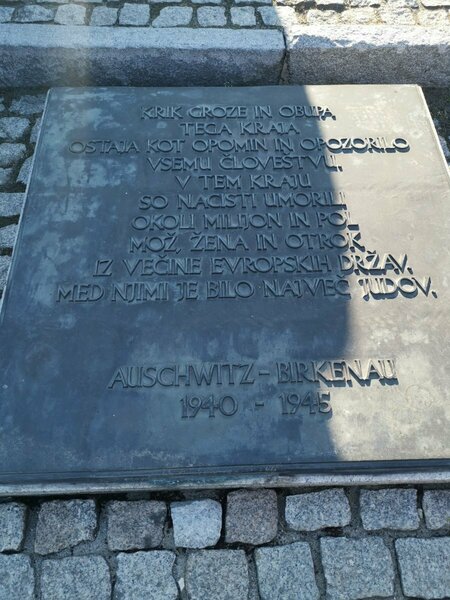 KRIK GROZE IN OBUPA
TEGA KRAJA
OSTAJA KOT OPOMIN IN OPOZORILO
VSEMU ČLOVEŠTVU,
V TEM KRAJU
SO NACISTI UMORILI
OKOLI MILIJON IN POL
MOŽ, ŽENA IN OTROK,
IZ VEČINE EVROPSKIH DRŽAV,
MED NJIMI JE BILO NAJVEČ JUDOV,
AUSCHWITZ - BIRKENAU
1940 - 1945